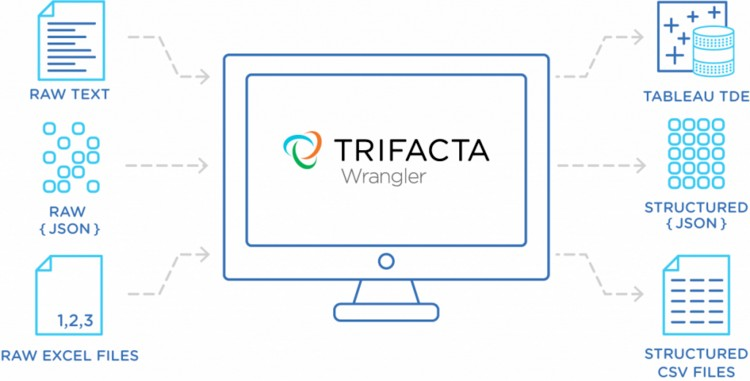 RAW TEXT
RAW
{ JSON }
1,2,3
RAW EXCEL FILES
TRIFACTA
Wrangler
TABLEAU TDE
STRUCTURED
{ JSON }
STRUCTURED
CSV FILES